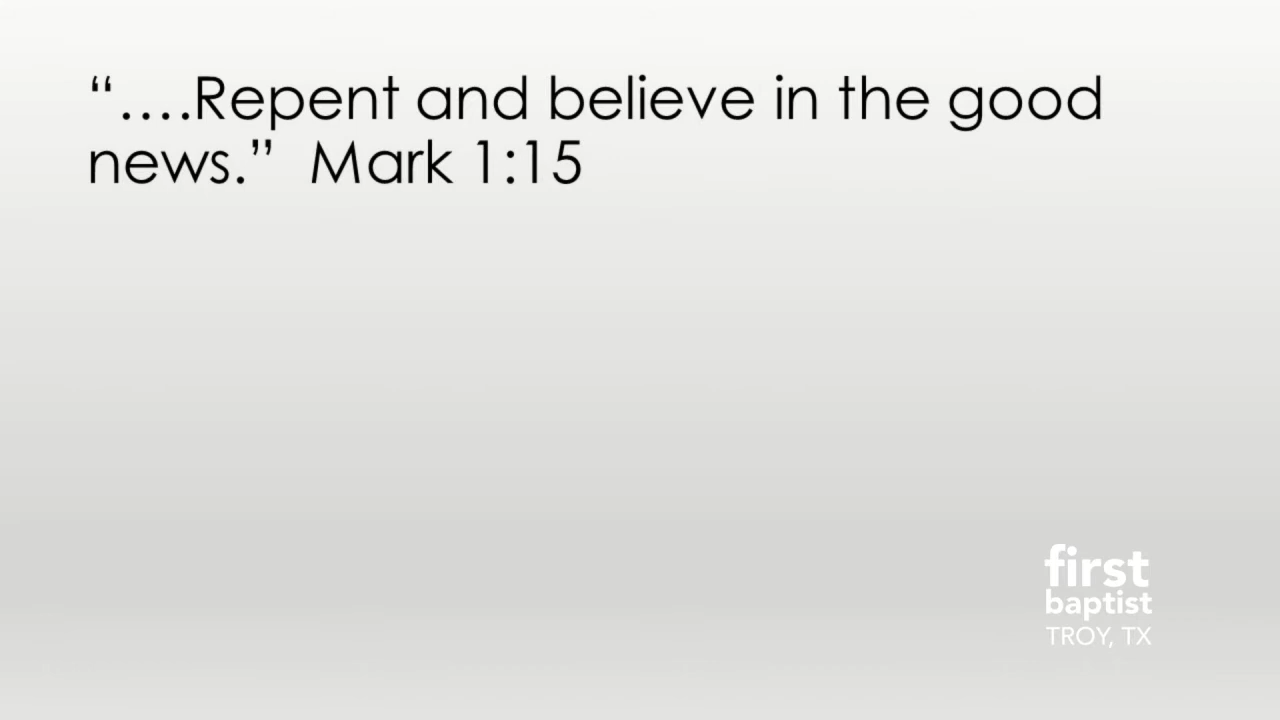 “….Repent and believe in the good
news.”  Mark 1:15
first
baptist
TROY, TX